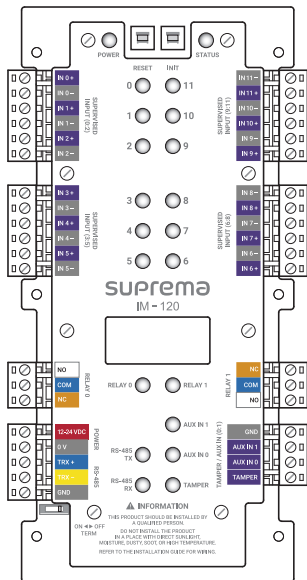 POWER
STATUS
RESET INIT
IN 0 +
IN 0 -
IN 1 +
IN 1 -
IN 2 +
IN 2 -
SUPERVISED
INPUT (0:2)
0 11
1 10
2 9
SUPERVISED
INPUT (9:11)
IN 11 -
IN 11 +
IN 10 -
IN 10 +
IN 9 -
IN 9 +
IN 3 +
IN 3 -
IN 4 +
IN 4 -
IN 5 +
IN 5 -
SUPERVISED
INPUT (3:5)
3 8
4 7
5 6
SUPERVISED
INPUT (6:8)
IN 8 -
IN 8 +
IN 7 -
IN 7 +
IN 6 -
IN 6 +
suprema
IM - 120
NO
COM
NC
RELAY 0
RELAY 0 RELAY 1
RELAY 1
NC
COM
NO
12-24 VDC
0 V
TRX +
TRX -
GND
POWER
RS-485
AUX IN 1
RS-485
TX
AUX IN 0
RS-485
RX
TAMPER
TAMPER / AUX IN (0:1)
GND
AUX IN 1
AUX IN 0
TAMPER
ON ◄► OFF
TERM
INFORMATION
THIS PRODUCT SHOULD BE INSTALLED BY
A QUALIFIED PERSON.
DO NOT INSTALL THE PRODUCT
IN A PLACE WITH DIRECT SUNLIGHT,
MOISTURE, DUSTY, SOOT, OR HIGH TEMPERATURE.
REFER TO THE INSTALLATION GUIDE FOR WIRING.